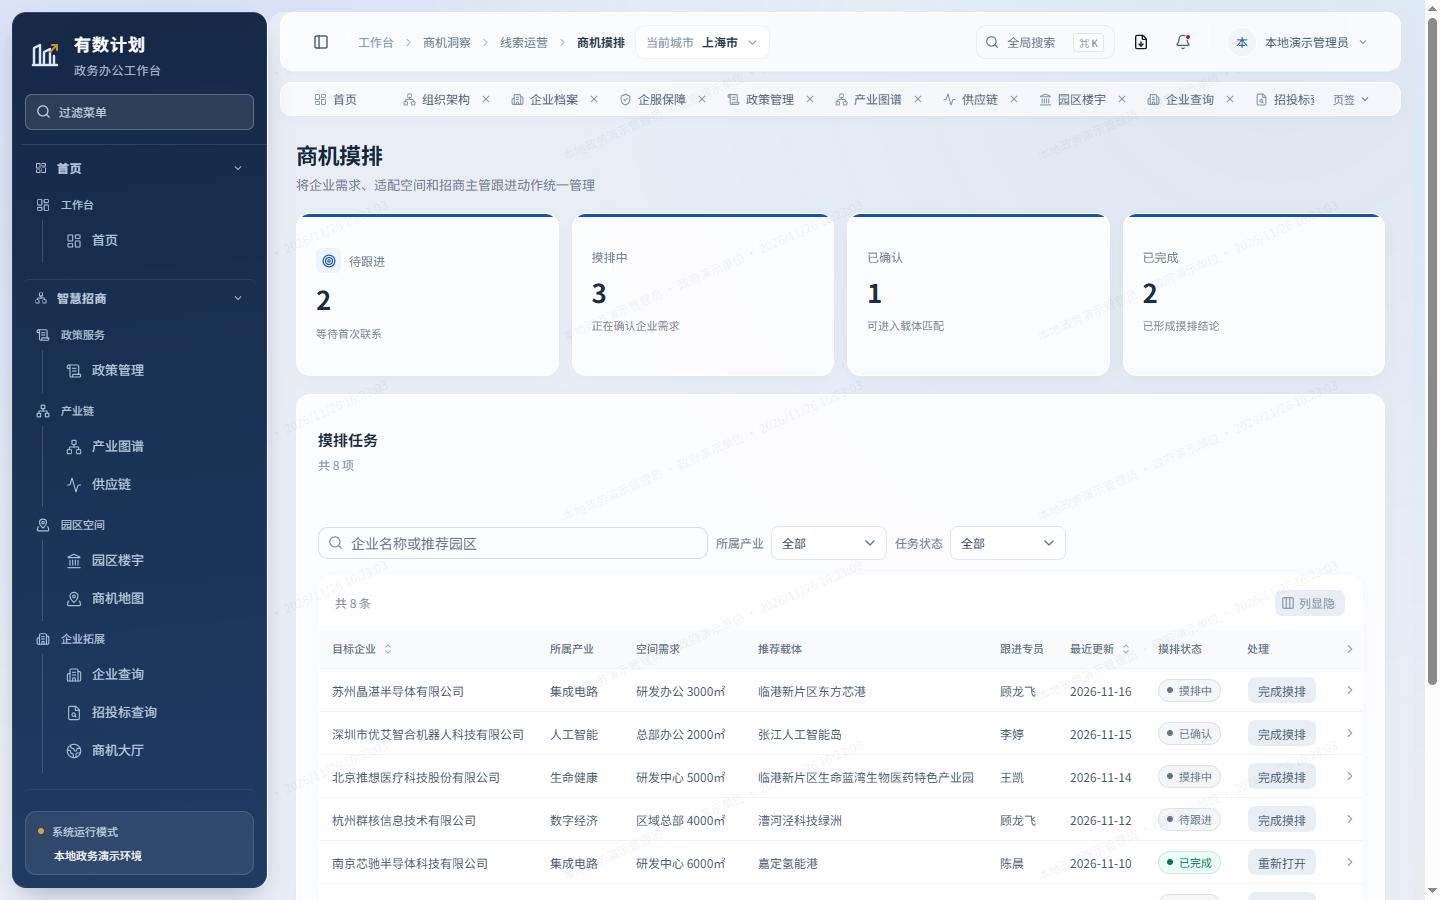 有数计划
政务办公工作台
过滤菜单
首页
工作台
首页
智慧招商
政策服务
政策管理
产业链
产业图谱
供应链
园区空间
园区楼宇
商机地图
企业拓展
企业查询
招投标查询
商机大厅
系统运行模式
本地政务演示环境
工作台 商机洞察 线索运营 商机摸排 当前城市 上海市
全局搜索 ⌘K 本 本地演示管理员
首页 组织架构 企业档案 企服保障 政策管理 产业图谱 供应链 园区楼宇 企业查询 招投标 页签
商机摸排
将企业需求、适配空间和招商主管跟进动作统一管理
待跟进
2
等待首次联系
摸排中
3
正在确认企业需求
已确认
1
可进入载体匹配
已完成
2
已形成摸排结论
摸排任务
共 8 项
企业名称或推荐园区 所属产业 全部 任务状态 全部
共 8 条 列显隐
目标企业 所属产业 空间需求 推荐载体 跟进专员 最近更新 摸排状态 处理
苏州晶湛半导体有限公司 集成电路 研发办公 3000㎡ 临港新片区东方芯港 顾龙飞 2026-11-16 摸排中 完成摸排
深圳市优艾智合机器人科技有限公司 人工智能 总部办公 2000㎡ 张江人工智能岛 李婷 2026-11-15 已确认 完成摸排
北京推想医疗科技股份有限公司 生命健康 研发中心 5000㎡ 临港新片区生命蓝湾生物医药特色产业园 王凯 2026-11-14 摸排中 完成摸排
杭州群核信息技术有限公司 数字经济 区域总部 4000㎡ 漕河泾科技绿洲 顾龙飞 2026-11-12 待跟进 完成摸排
南京芯驰半导体科技有限公司 集成电路 研发中心 6000㎡ 嘉定氢能港 陈晨 2026-11-10 已完成 重新打开
本地政务演示管理员 · 政府演示单位 · 2026/11/26 16:23:03